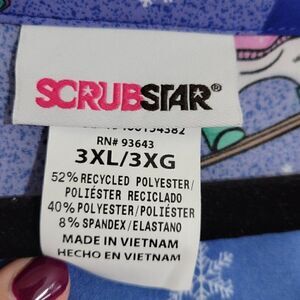 SCRUBSTAR®
RN# 93643
3XL/3XG
52% RECYCLED POLYESTER/
POLIÉSTER RECICLADO
40% POLYESTER/POLIÉSTER
8% SPANDEX/ELASTANO
MADE IN VIETNAM
HECHO EN VIETNAM